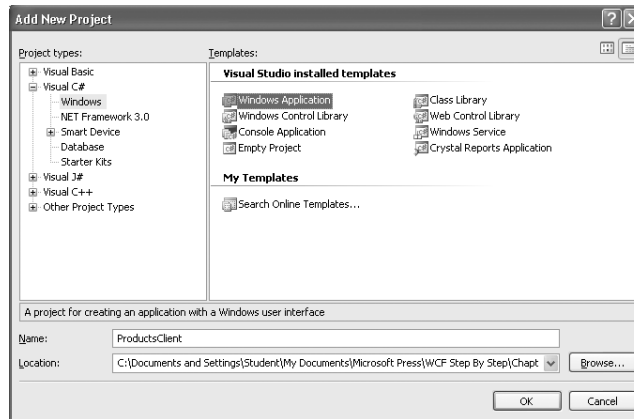 Add New Project
Project types:
Visual Basic
Visual C#
Windows
NET Framework 3.0
Smart Device
Database
Starter Kits
Visual J#
Visual C++
Other Project Types
Templates:
Visual Studio installed templates
Windows Application
Class Library
Windows Control Library
Web Control Library
Console Application
Windows Service
Empty Project
Crystal Reports Application
My Templates
Search Online Templates...
A project for creating an application with a Windows user interface
Name:
ProductsClient
Location:
C:\Documents and Settings\Student\My Documents\Microsoft Press\WCF Step By Step\Chapt
Browse...
OK
Cancel